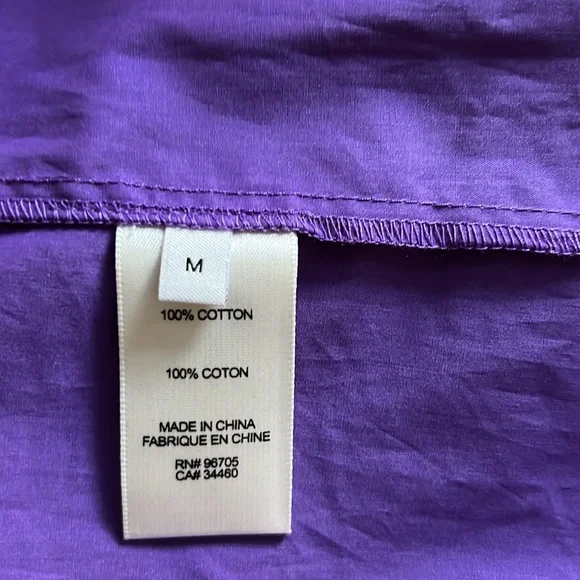 M
100% COTTON
100% COTON
MADE IN CHINA
FABRIQUE EN CHINE
RN# 96705
CA# 34460